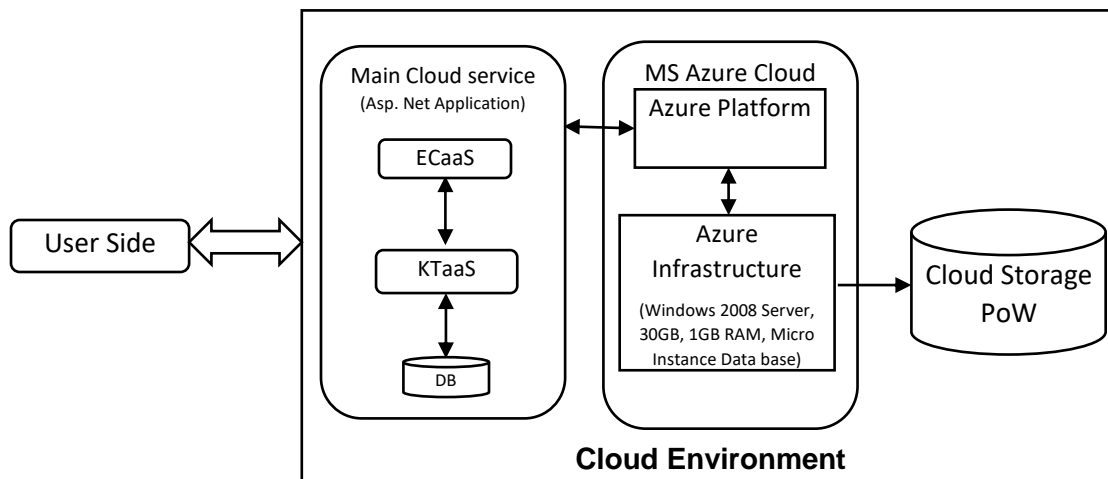 User Side
Main Cloud service
(Asp. Net Application)
ECaaS
KTaaS
DB
MS Azure Cloud
Azure Platform
Azure
Infrastructure
(Windows 2008 Server,
30GB, 1GB RAM, Micro
Instance Data base)
Cloud Storage
PoW
Cloud Environment